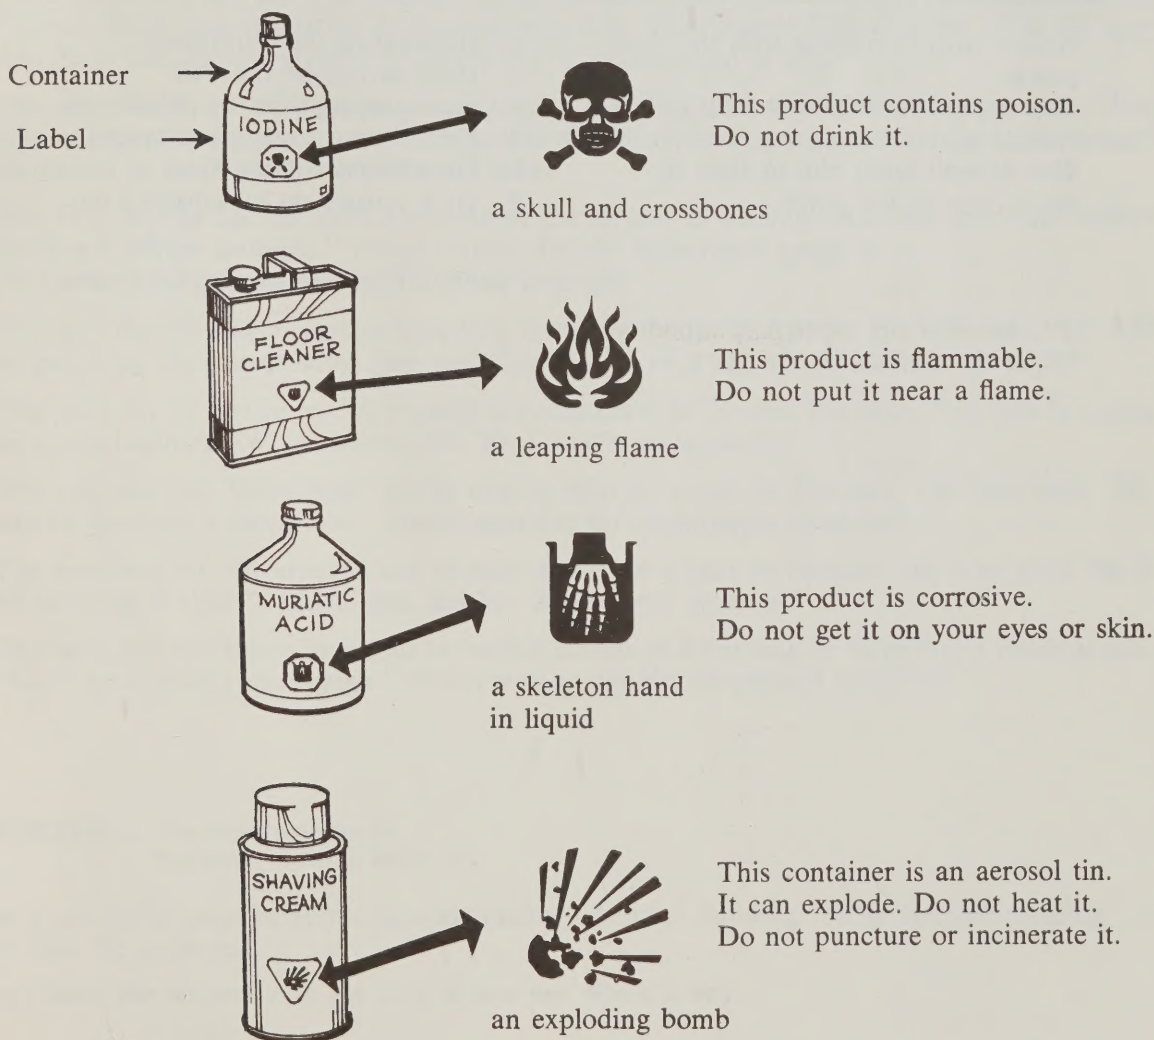 Container
Label
IODINE
This product contains poison.
Do not drink it.
a skull and crossbones
FLOOR
CLEANER
This product is flammable.
Do not put it near a flame.
a leaping flame
MURIATIC
ACID
This product is corrosive.
Do not get it on your eyes or skin.
a skeleton hand
in liquid
SHAVING
CREAM
This container is an aerosol tin.
It can explode. Do not heat it.
Do not puncture or incinerate it.
an exploding bomb